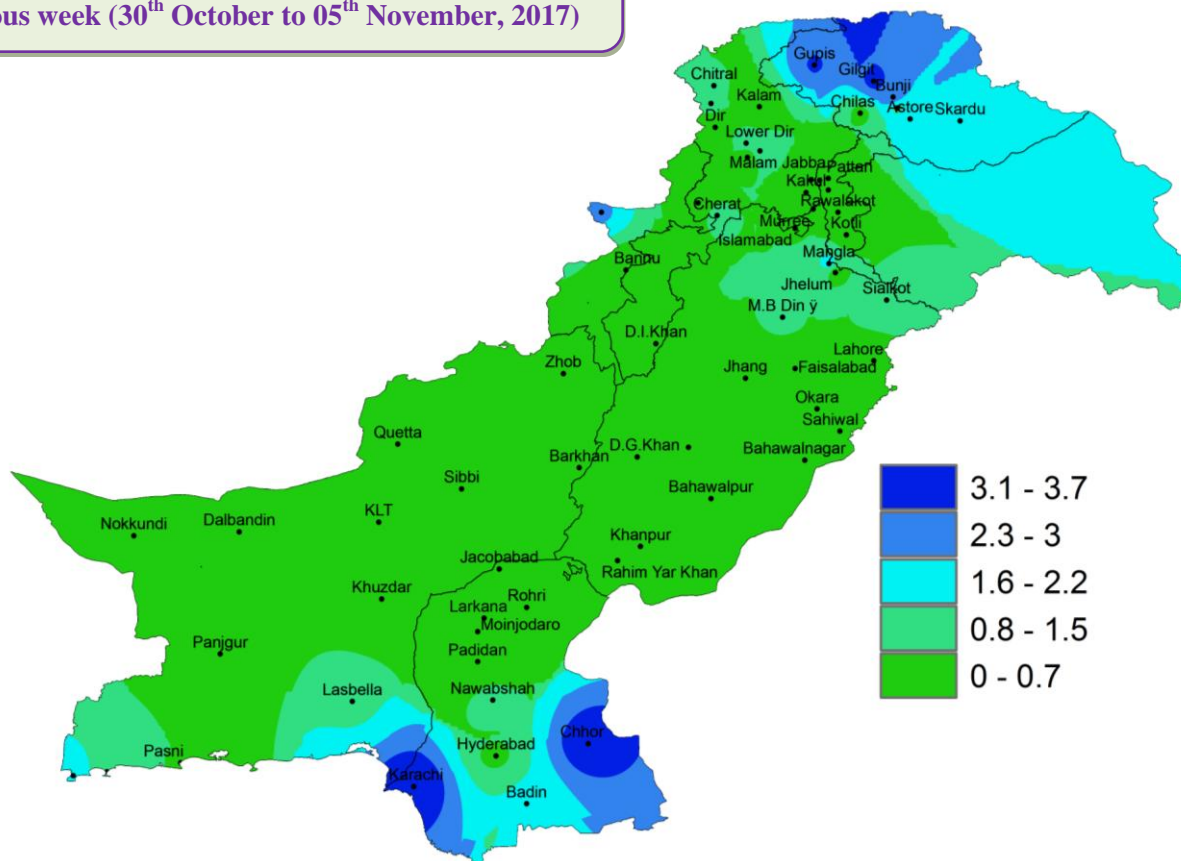 ous week (30th October to 05th November, 2017)
Gupis
Gilgit
Chitral
Bunji
Kalam
Chilas
Astore Skardu
Dir
Lower Dir
Malam Jabba Pattan
Kakul
Cherat
Rawalakot
Murree Kotli
Islamabad
Mangla
Bannu
Jhelum
Sialkot
M.B Din ÿ
D.I.Khan
Lahore
Zhob
Jhang Faisalabad
Okara
Sahiwal
Quetta
D.G.Khan Bahawalnagar
Barkhan
Sibbi
Bahawalpur
KLT
Nokkundi Dalbandin
Khanpur
Jacobabad
Rahim Yar Khan
Khuzdar
Rohri
Larkana
Moinjodaro
Panjgur
Padidan
Lasbella Nawabshah
Chhor
Pasni
Hyderabad
Karachi
Badin
3.1 - 3.7
2.3 - 3
1.6 - 2.2
0.8 - 1.5
0 - 0.7